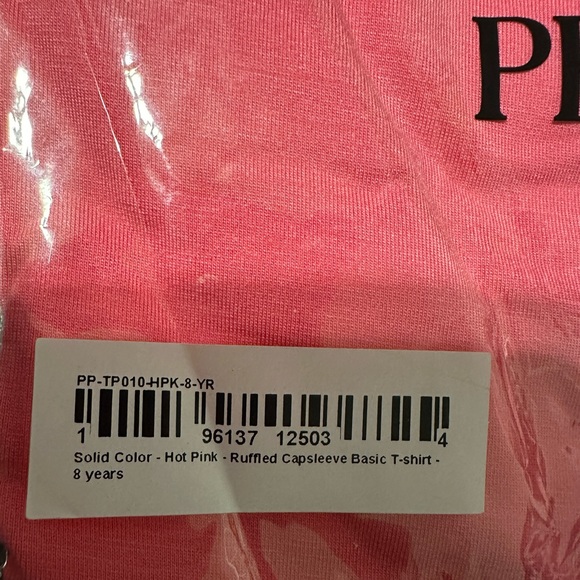 PP-TP010-HPK-8-YR
1 96137 12503 4
Solid Color - Hot Pink - Ruffled Capsleeve Basic T-shirt -
8 years